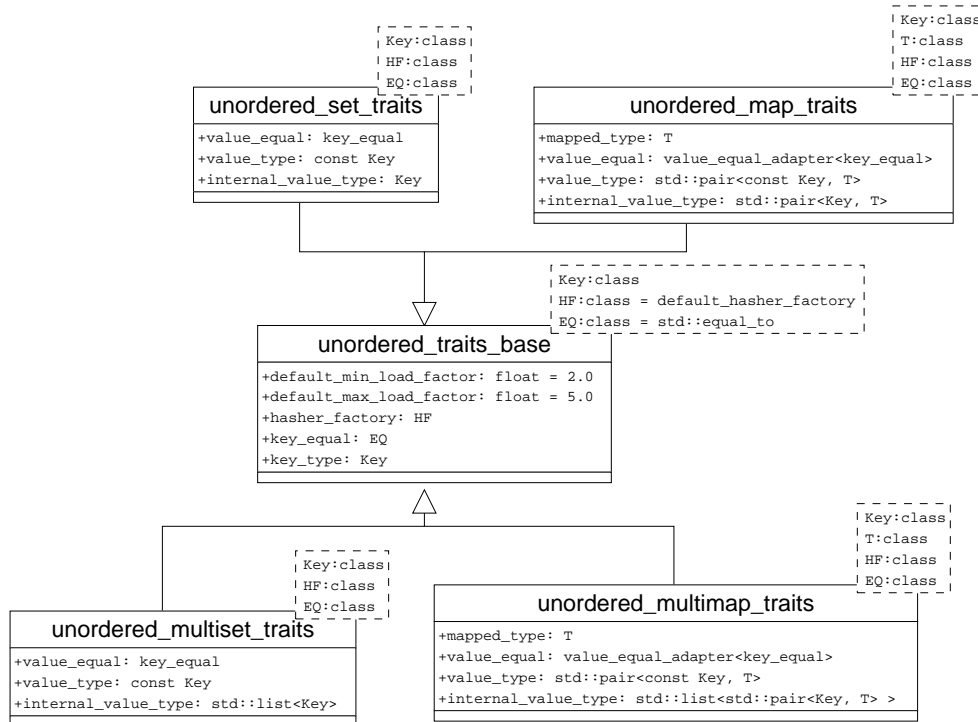 Key:class
HF:class
EQ:class
unordered_set_traits
+value_equal: key_equal
+value_type: const Key
+internal_value_type: Key
Key:class
T:class
HF:class
EQ:class
unordered_map_traits
+mapped_type: T
+value_equal: value_equal_adapter<key_equal>
+value_type: std::pair<const Key, T>
+internal_value_type: std::pair<Key, T>
Key:class
HF:class = default_hasher_factory
EQ:class = std::equal_to
unordered_traits_base
+default_min_load_factor: float = 2.0
+default_max_load_factor: float = 5.0
+hasher_factory: HF
+key_equal: EQ
+key_type: Key
Key:class
HF:class
EQ:class
unordered_multiset_traits
+value_equal: key_equal
+value_type: const Key
+internal_value_type: std::list<Key>
Key:class
T:class
HF:class
EQ:class
unordered_multimap_traits
+mapped_type: T
+value_equal: value_equal_adapter<key_equal>
+value_type: std::pair<const Key, T>
+internal_value_type: std::list<std::pair<Key, T> >